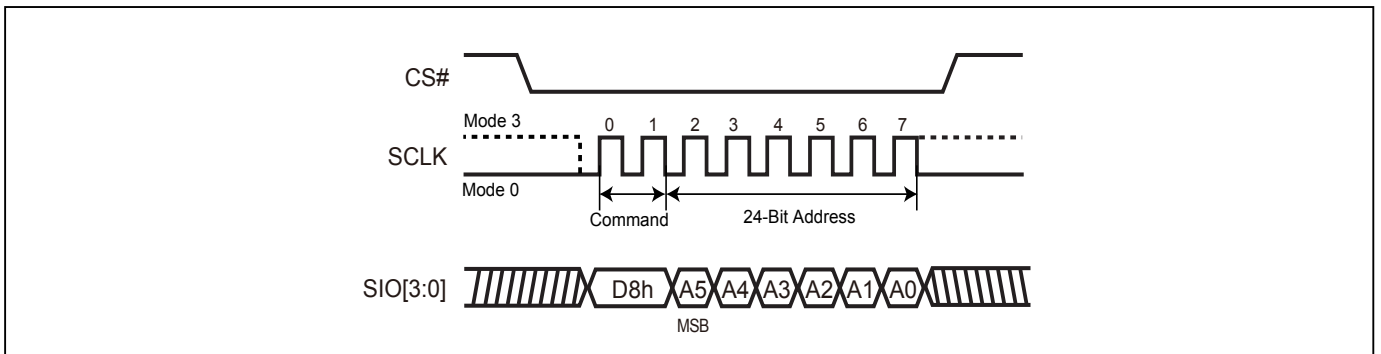 CS#
Mode 3
0 1 2 3 4 5 6 7
SCLK
Mode 0
Command
24-Bit Address
SIO[3:0]
D8h A5 A4 A3 A2 A1 A0
MSB